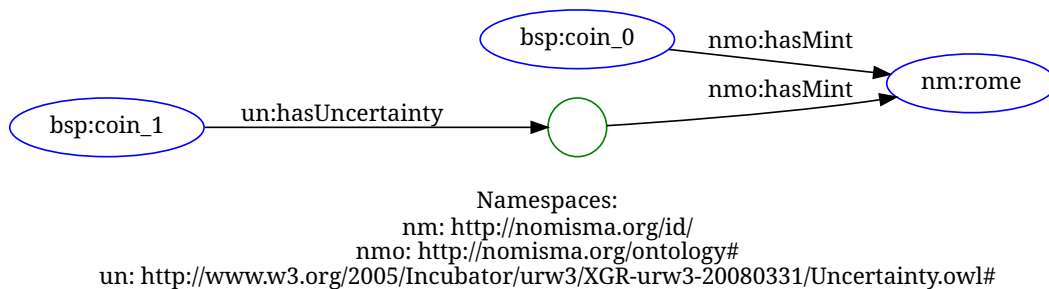 bsp:coin_0
nmo:hasMint
nm:rome
nmo:hasMint
bsp:coin_1
un:hasUncertainty
Namespaces:
nm: http://nomisma.org/id/
nmo: http://nomisma.org/ontology#
un: http://www.w3.org/2005/Incubator/urw3/XGR-urw3-20080331/Uncertainty.owl#